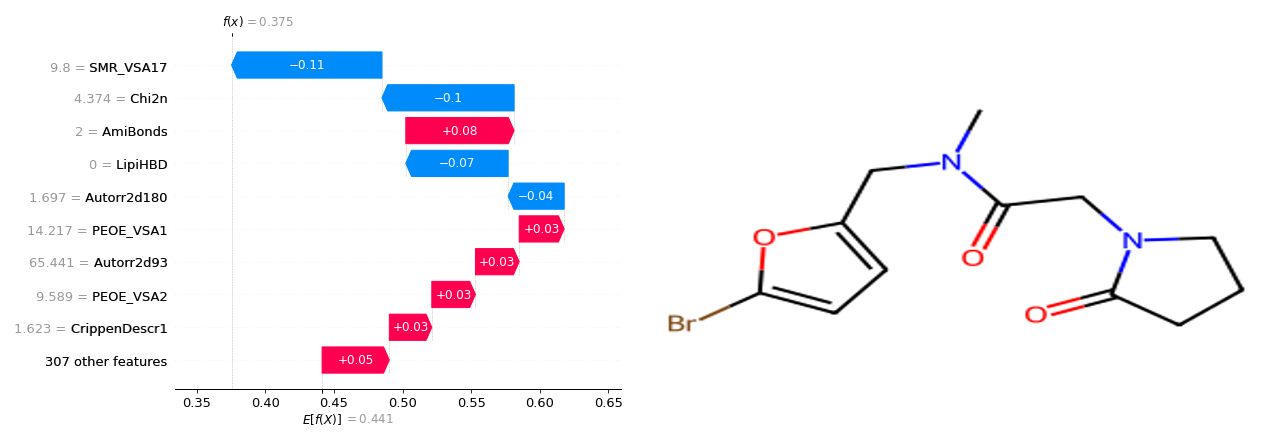 f(x) = 0.375
9.8 = SMR_VSA17
−0.11
4.374 = Chi2n
−0.1
2 = AmiBonds
+0.08
0 = LipiHBD
−0.07
1.697 = Autorr2d180
−0.04
14.217 = PEOE_VSA1
+0.03
65.441 = Autorr2d93
+0.03
9.589 = PEOE_VSA2
+0.03
1.623 = CrippenDescr1
+0.03
307 other features
+0.05
0.35 0.40 0.45 0.50 0.55 0.60 0.65
E[f(X)] = 0.441
N
O
O
N
O
Br